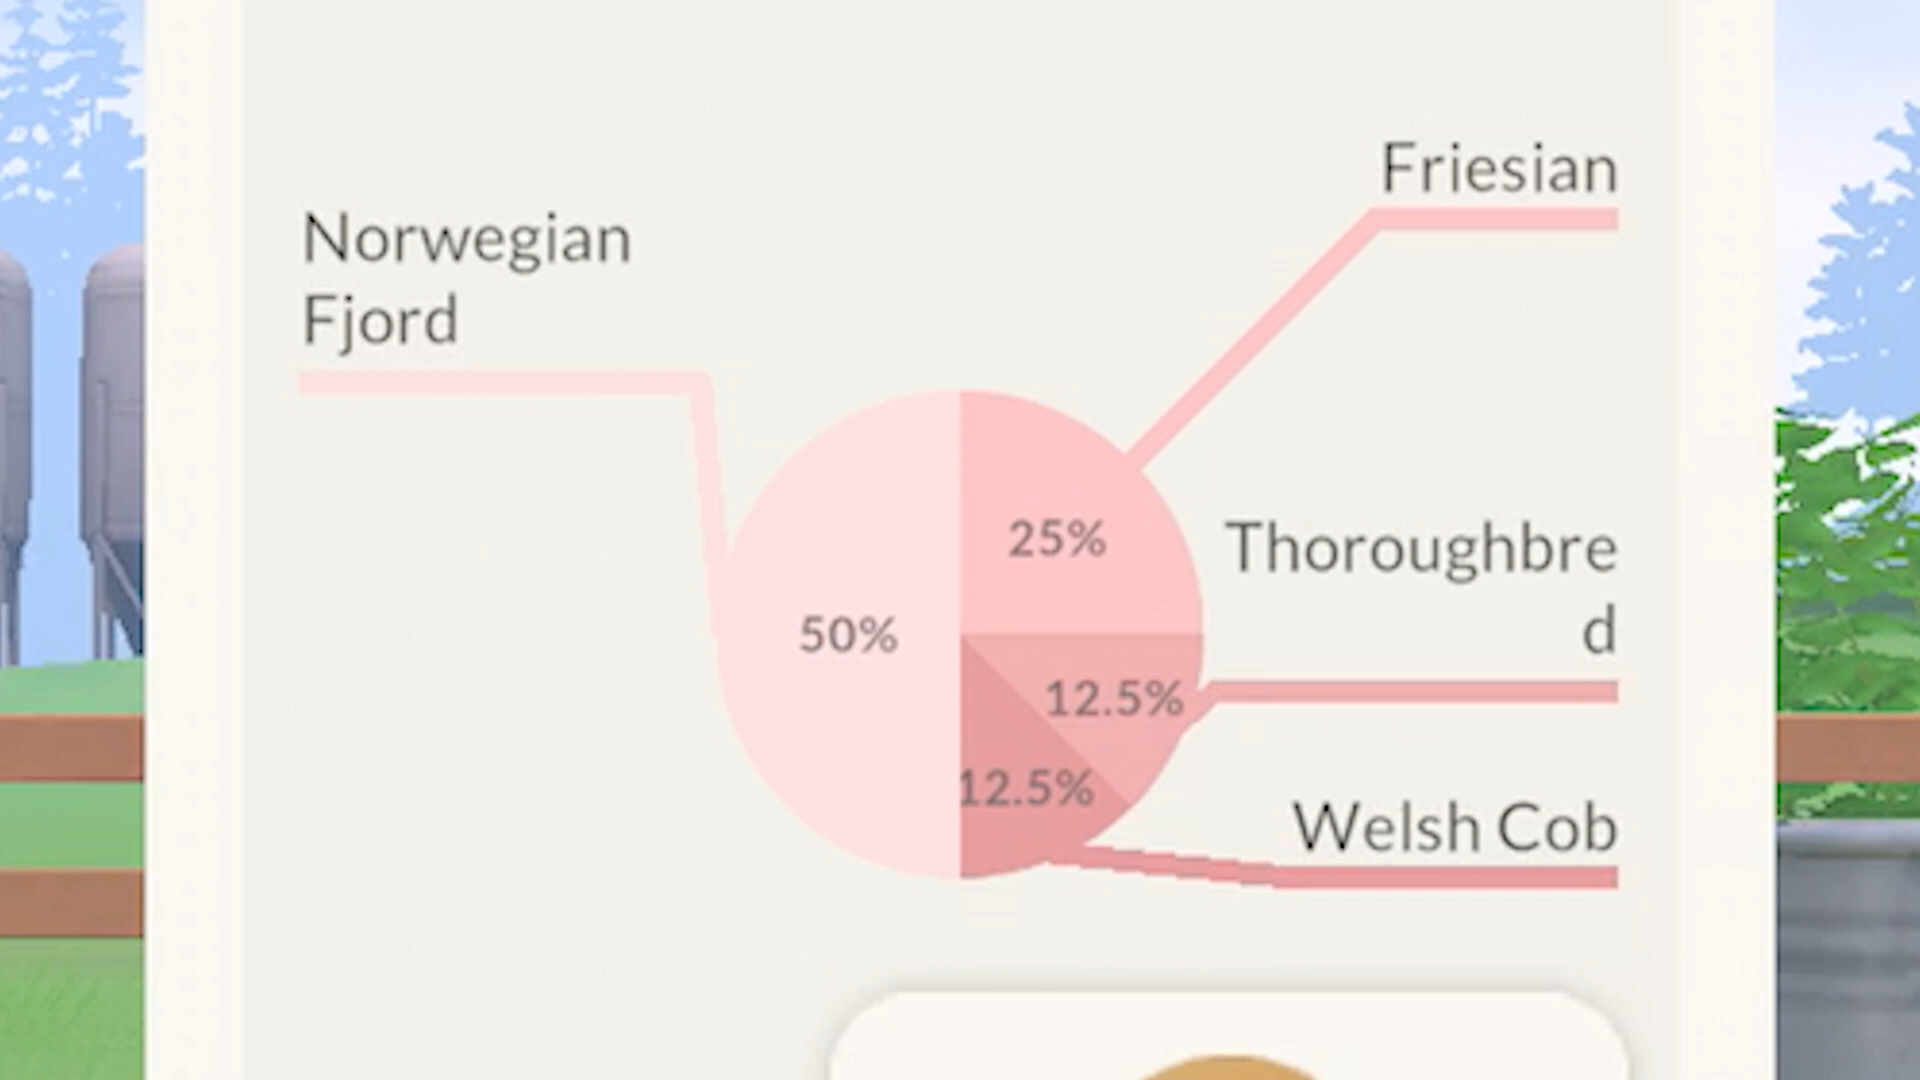 Friesian
Norwegian
Fjord
25%
Thoroughbre
d
50%
12.5%
12.5%
Welsh Cob